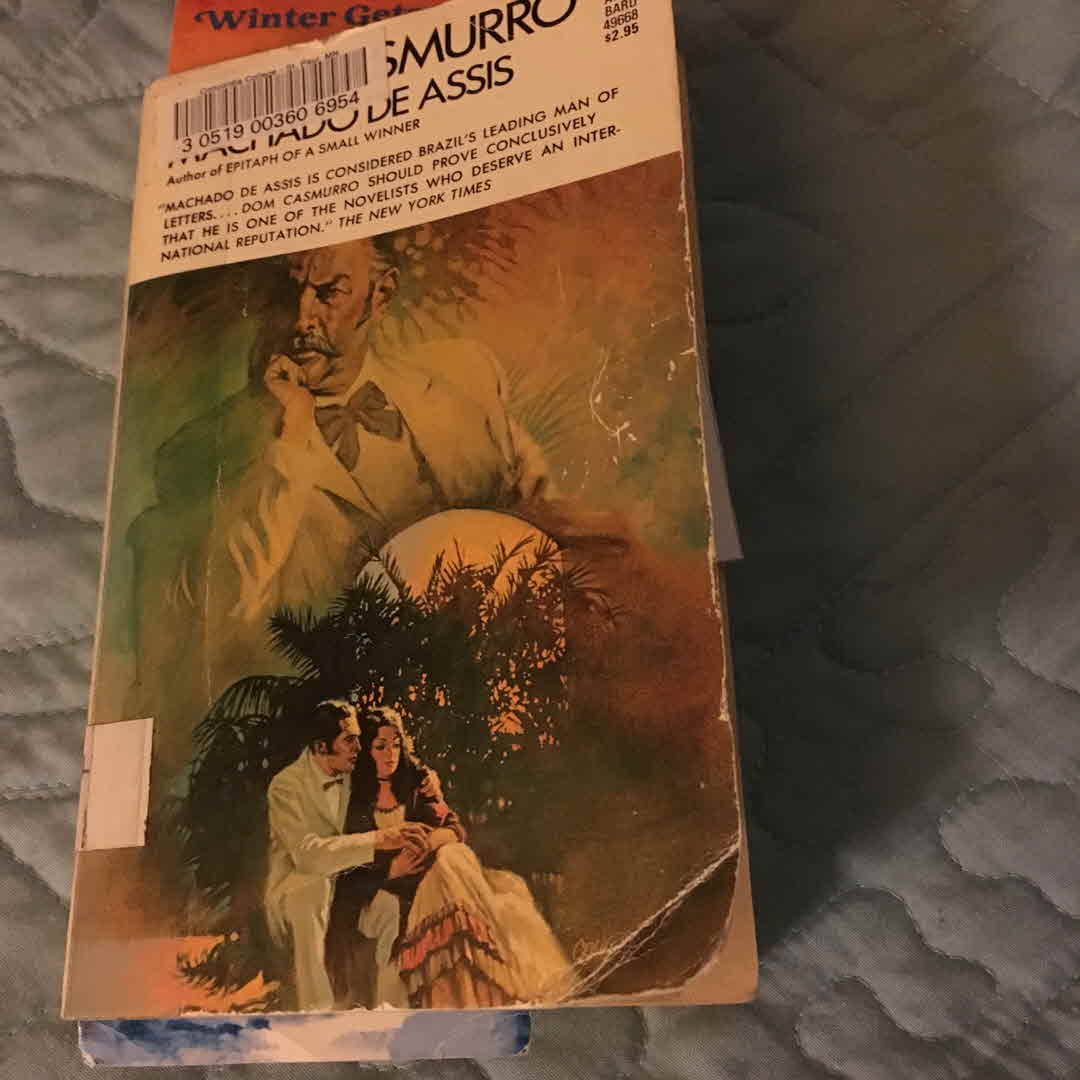 Winter Get
SMURRO
BARD
49668
$2.95
3 0519 00360 6954
MACHADO DE ASSIS
Author of EPITAPH OF A SMALL WINNER
"MACHADO DE ASSIS IS CONSIDERED BRAZIL'S LEADING MAN OF
LETTERS.... DOM CASMURRO SHOULD PROVE CONCLUSIVELY
THAT HE IS ONE OF THE NOVELISTS WHO DESERVE AN INTER-
NATIONAL REPUTATION." THE NEW YORK TIMES